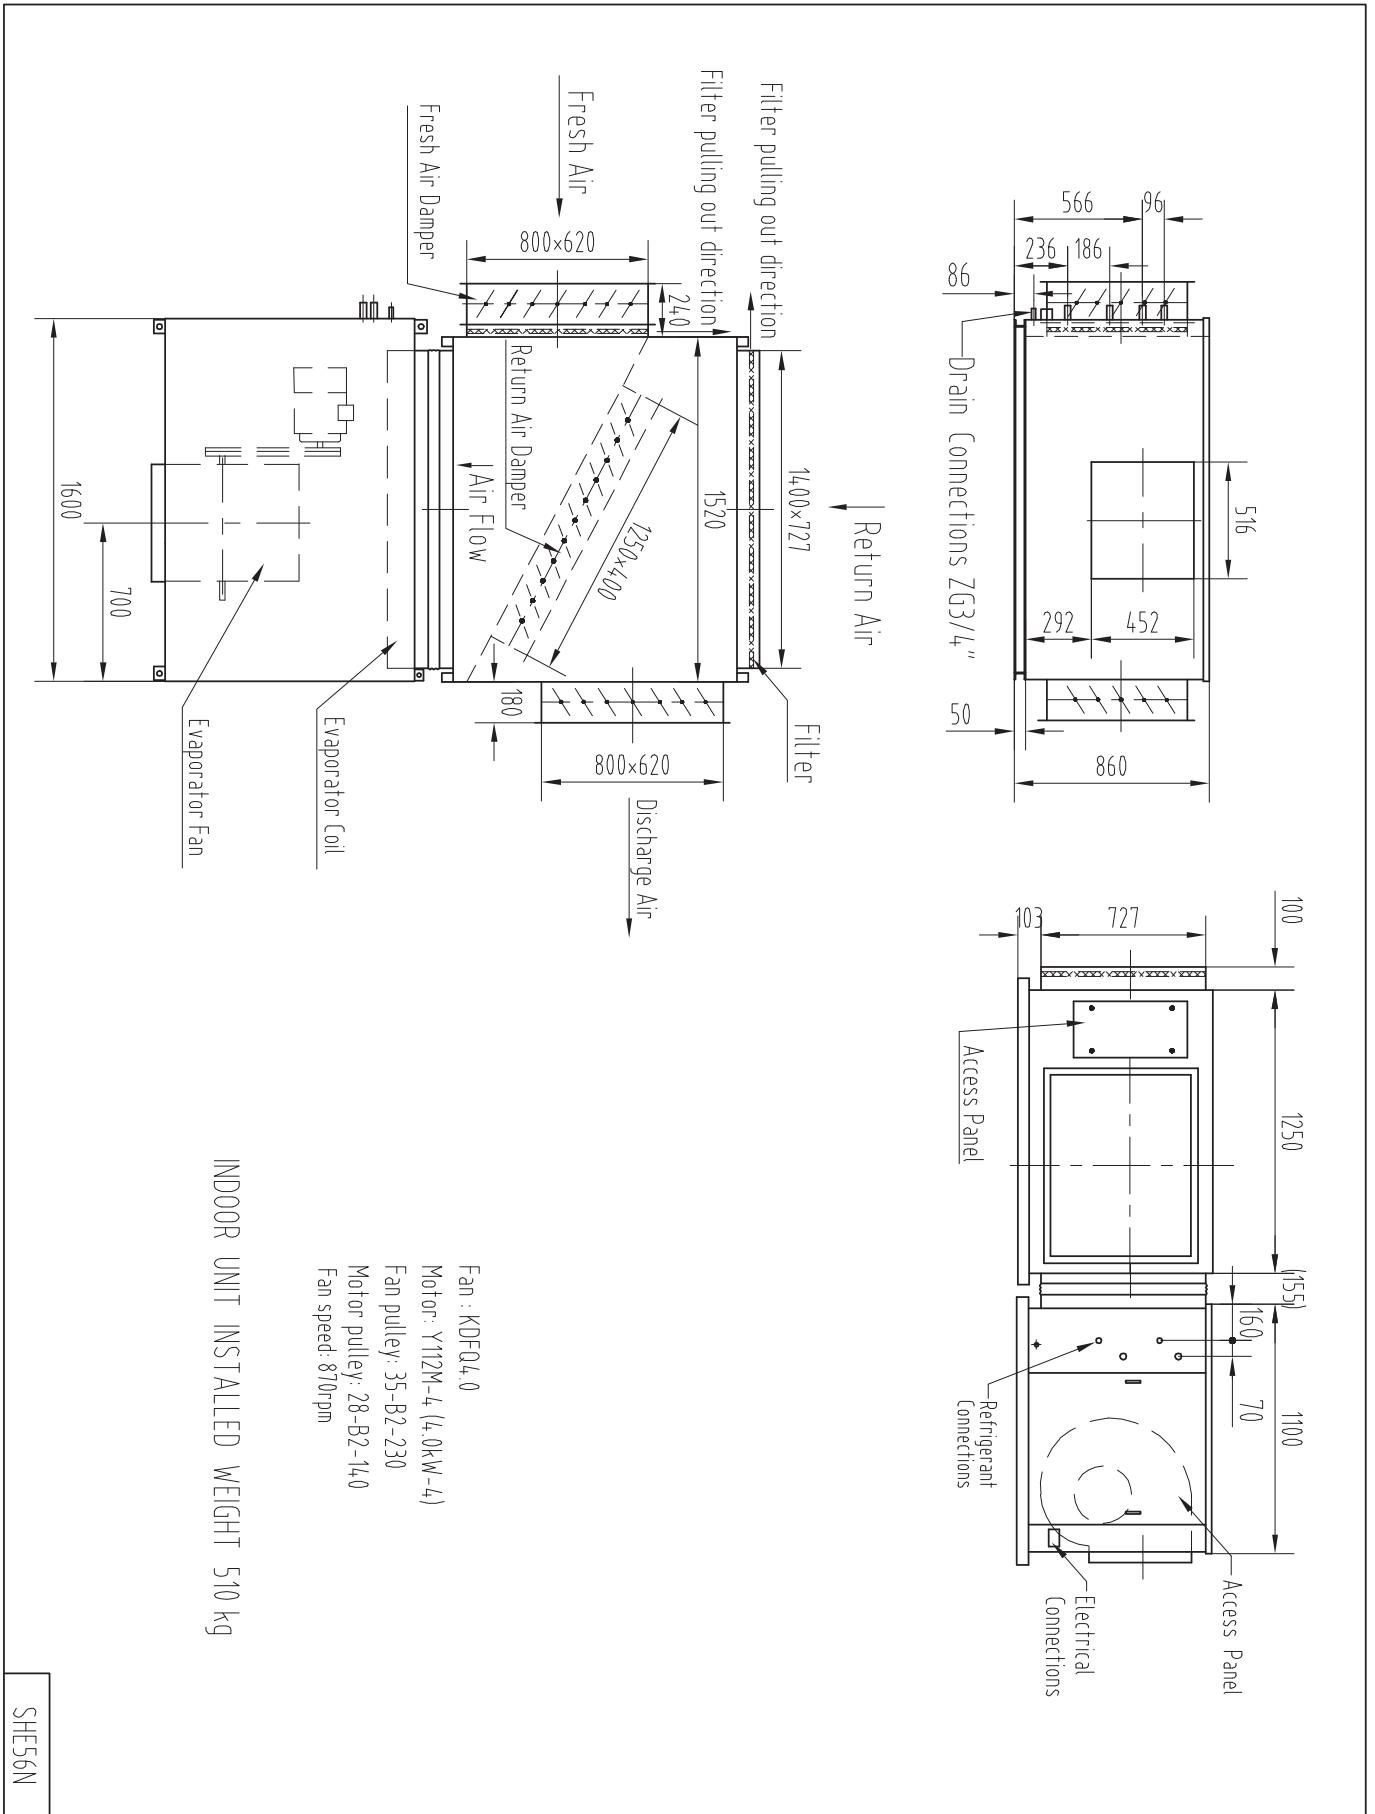 566
96
236
186
86
Drain Connections ZG3/4"
516
292
452
50
860
100
103
727
1250
(155)
160
70
1100
Access Panel
Refrigerant
Connections
Access Panel
Electrical
Connections
Filter pulling out direction
Filter pulling out direction
Fresh Air
Fresh Air Damper
800×620
240
Return Air Damper
Air Flow
1520
1400×727
1250×400
Return Air
Filter
180
800×620
Discharge Air
1600
700
Evaporator Coil
Evaporator Fan
Fan : KDFQ4.0
Motor: Y112M-4 (4.0kW-4)
Fan pulley: 35-B2-230
Motor pulley: 28-B2-140
Fan speed: 870rpm
INDOOR UNIT INSTALLED WEIGHT 510 kg
SHE56N